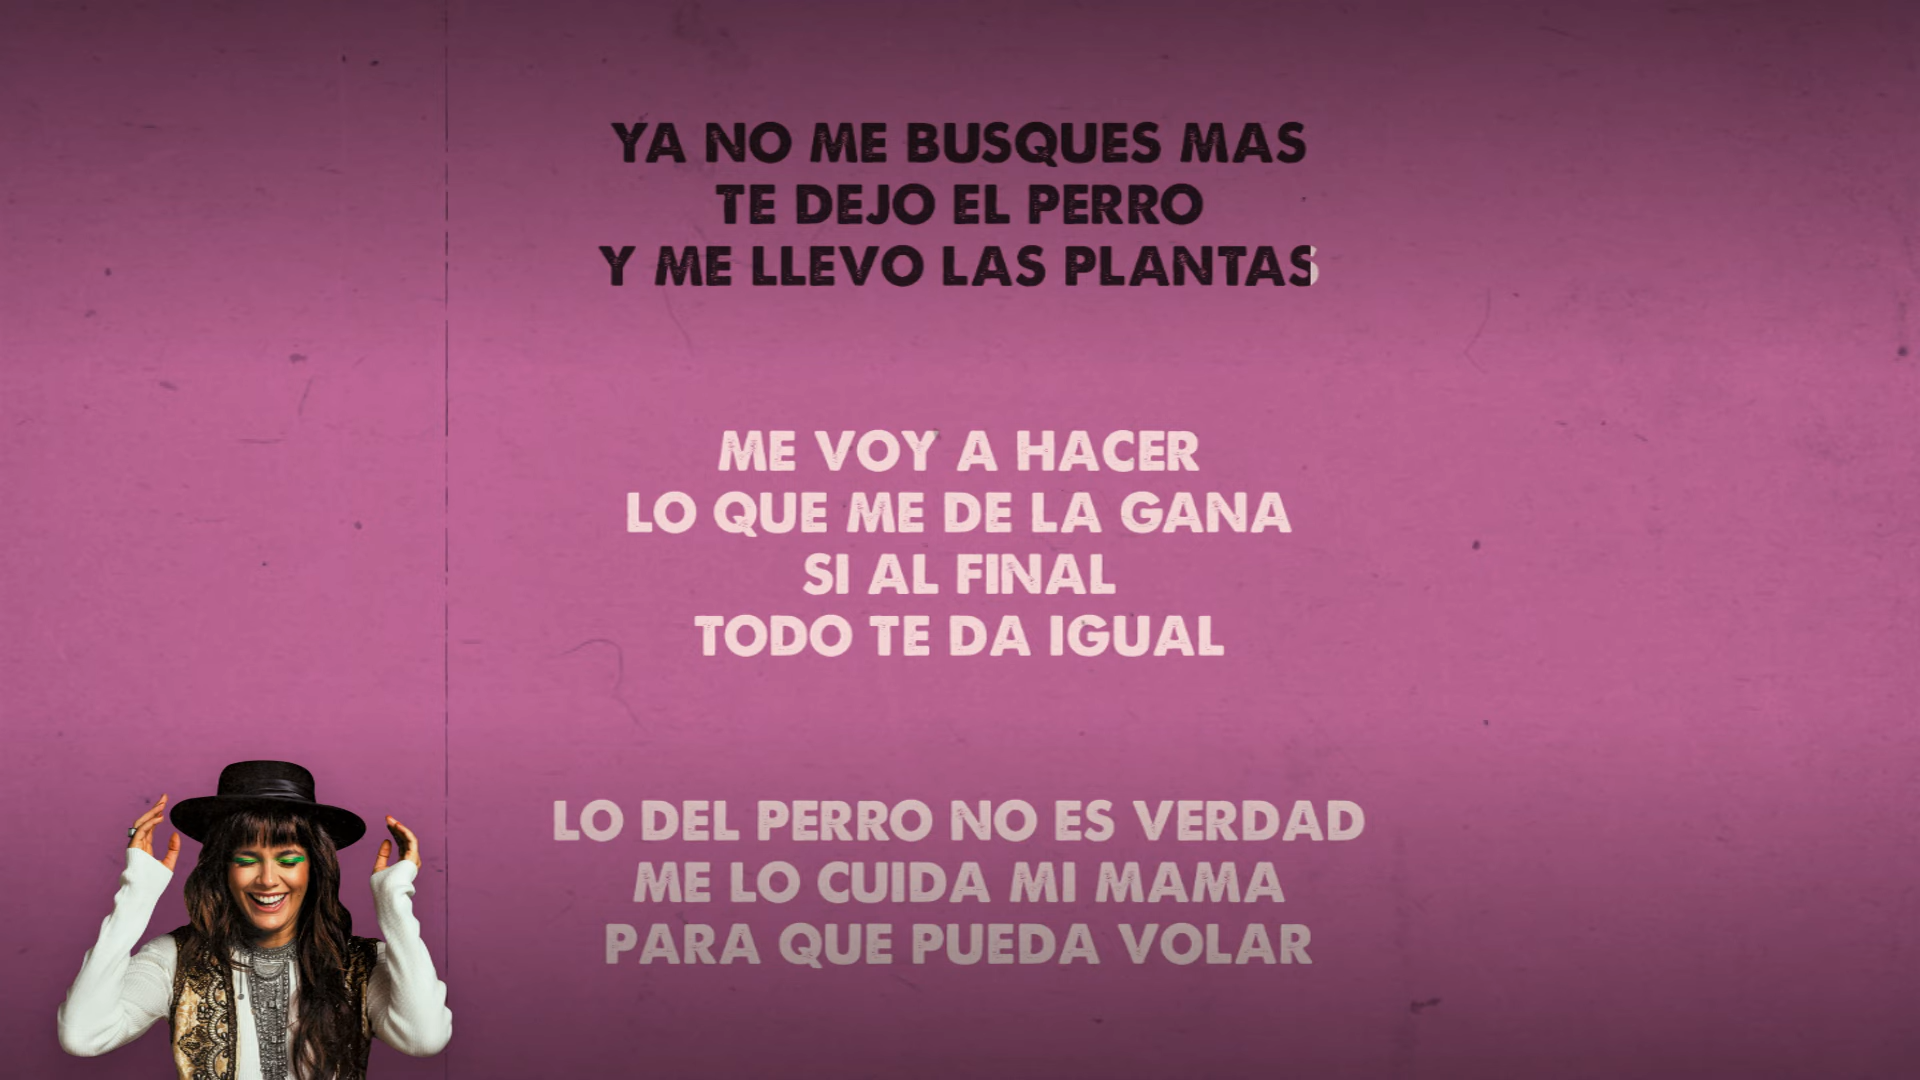 YA NO ME BUSQUES MAS
TE DEJO EL PERRO
Y ME LLEVO LAS PLANTAS
ME VOY A HACER
LO QUE ME DE LA GANA
SI AL FINAL
TODO TE DA IGUAL
LO DEL PERRO NO ES VERDAD
ME LO CUIDA MI MAMA
PARA QUE PUEDA VOLAR